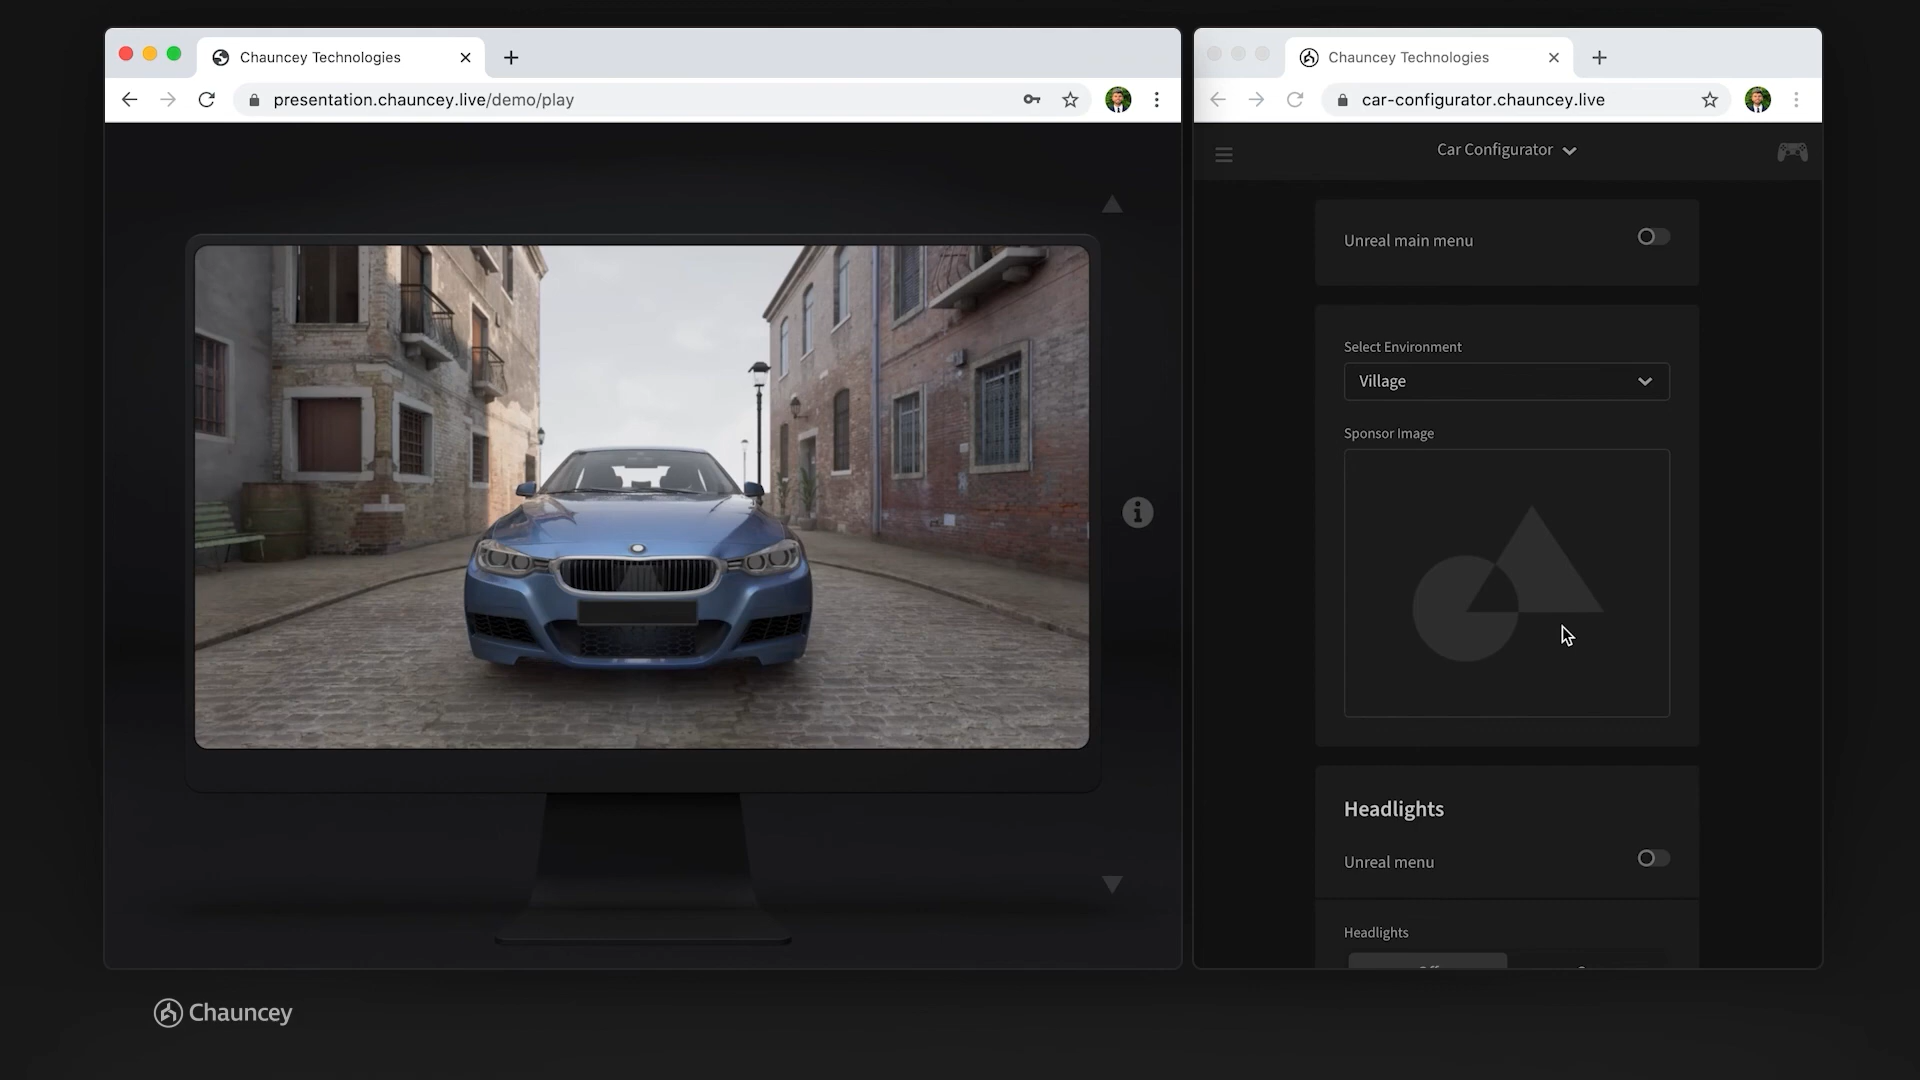 Chauncey Technologies
presentation.chauncey.live/demo/play
Chauncey Technologies
car-configurator.chauncey.live
Car Configurator
Unreal main menu
Select Environment
Village
Sponsor Image
Headlights
Unreal menu
Headlights
Chauncey